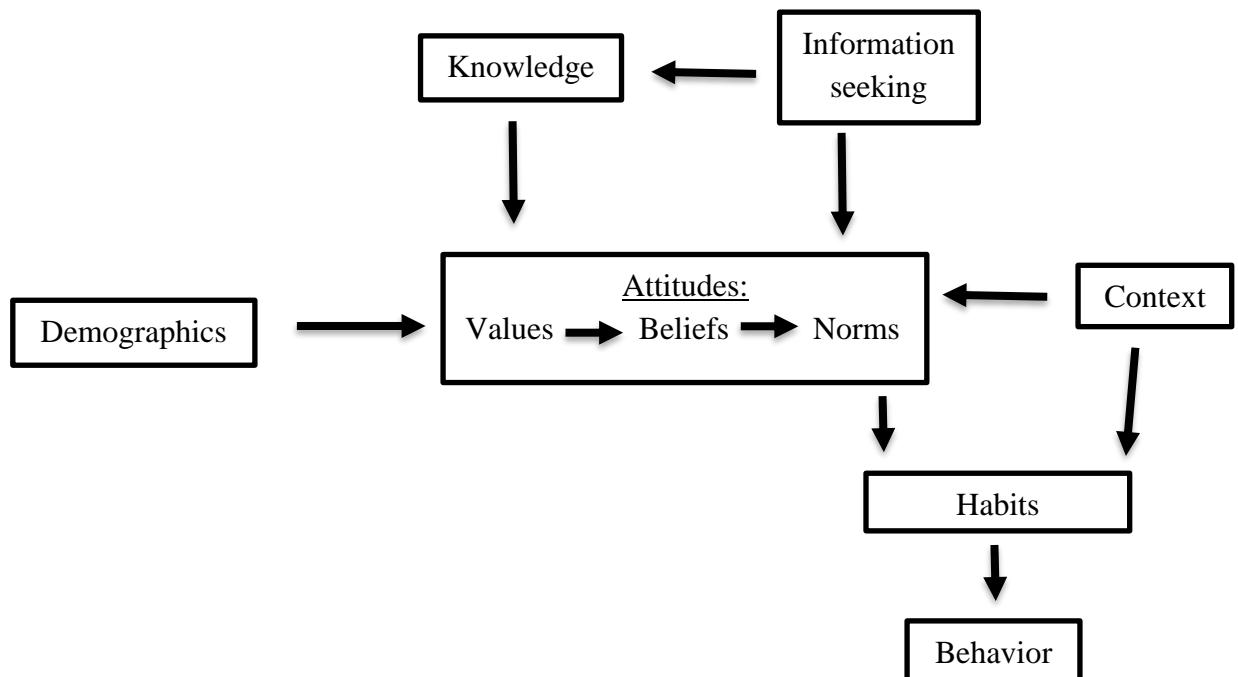 Knowledge
Information
seeking
Attitudes:
Values Beliefs Norms
Demographics
Context
Habits
Behavior